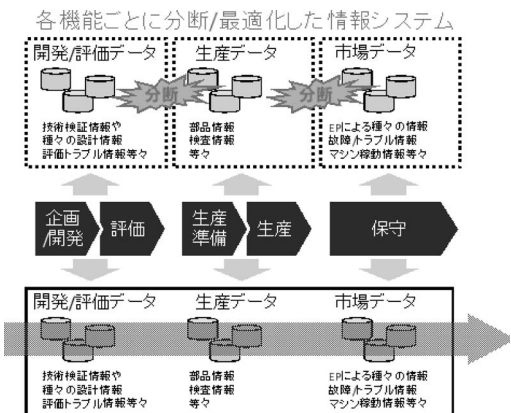 各機能ごとに分断/最適化した情報システム
開発/評価データ
生産データ
市場データ
分断
分断
技術検証情報や
種々の設計情報
評価トラブル情報等々
部品情報
検査情報
等々
EPによる種々の情報
故障/トラブル情報
マシン稼動情報等々
企画
/開発
評価
生産
準備
生産
保守
開発/評価データ
生産データ
市場データ
技術検証情報や
種々の設計情報
評価トラブル情報等々
部品情報
検査情報
等々
EPによる種々の情報
故障/トラブル情報
マシン稼動情報等々